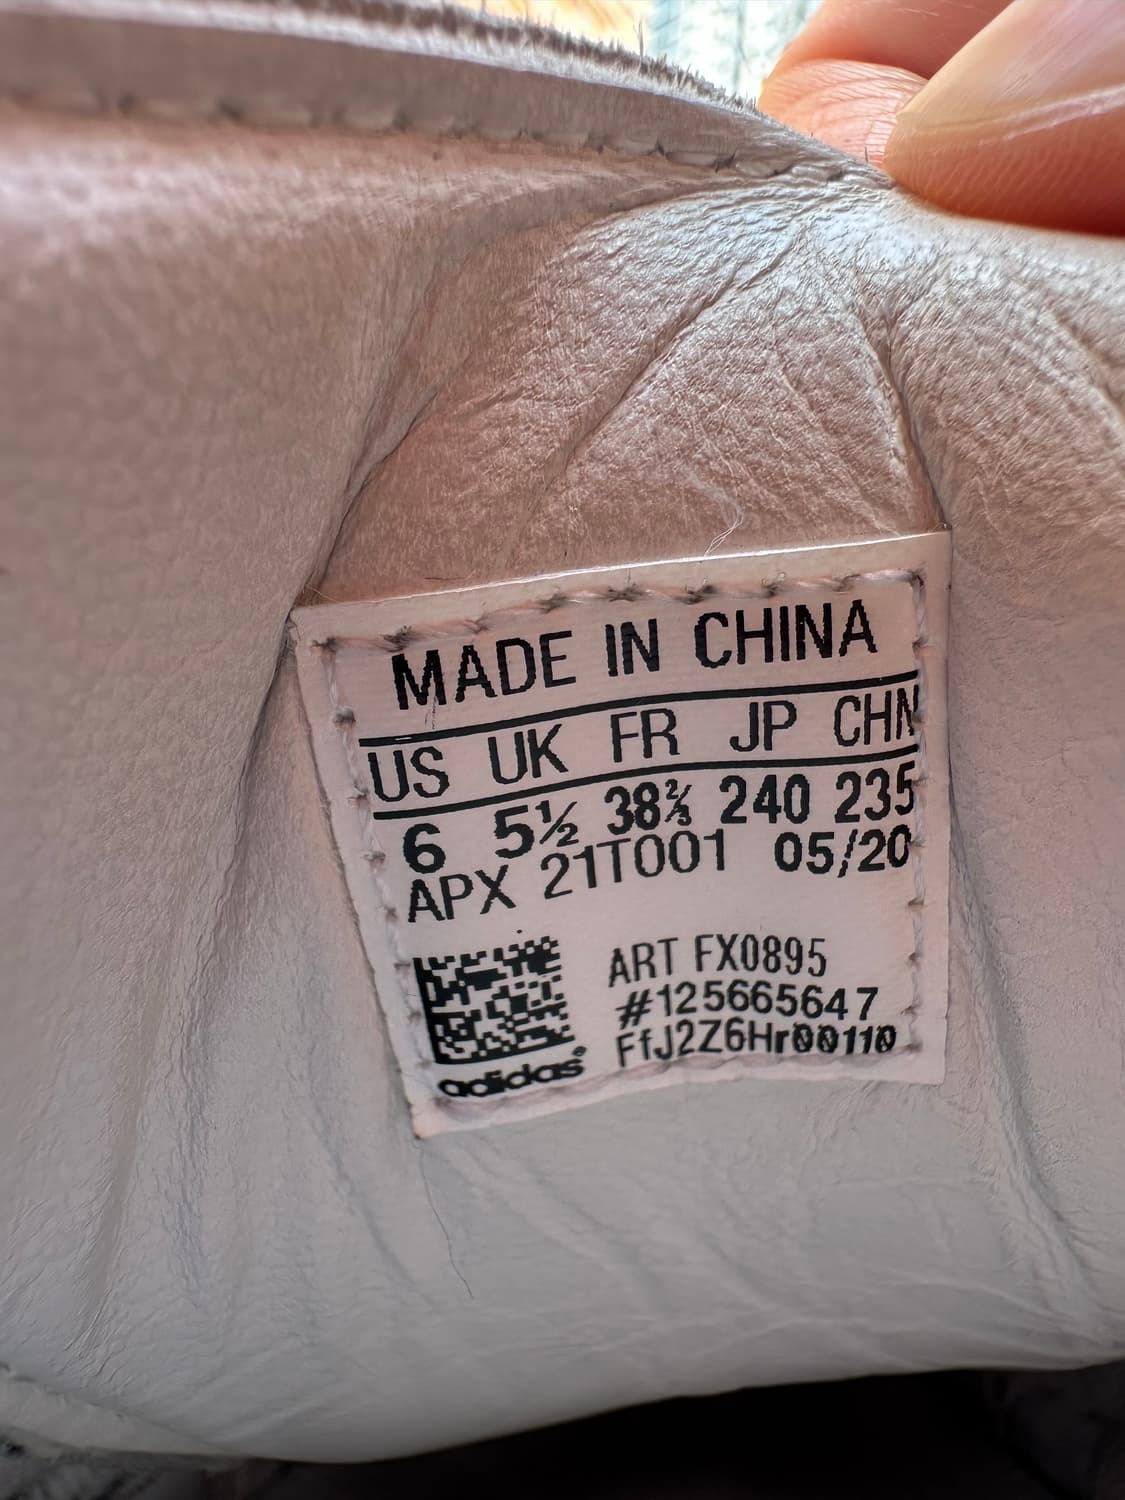 MADE IN CHINA
US UK FR JP CHN
6 5½ 38⅔ 240 235
APX 21T001 05/20
ART FX0895
#125665647
FfJ2Z6Hr00110
adidas®